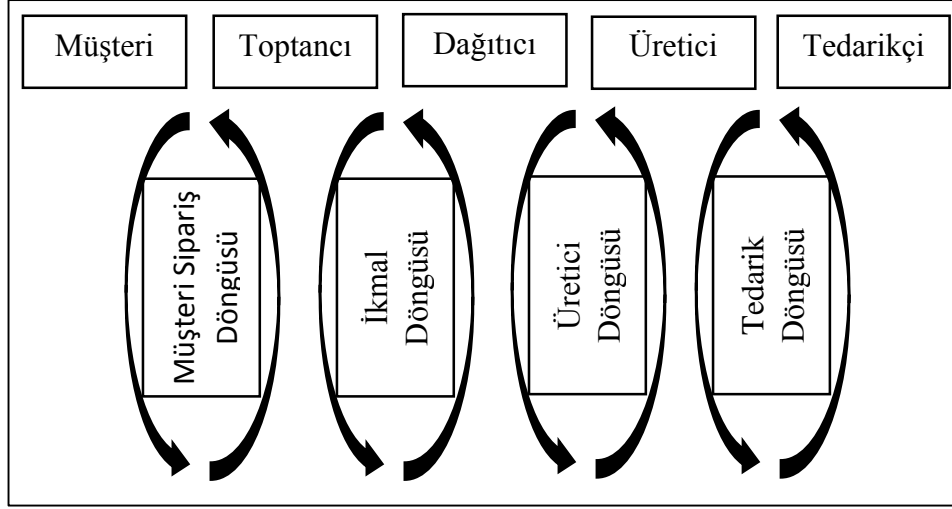 Müşteri
Toptancı
Dağıtıcı
Üretici
Tedarikçi
Müşteri Sipariş
Döngüsü
İkmal
Döngüsü
Üretici
Döngüsü
Tedarik
Döngüsü